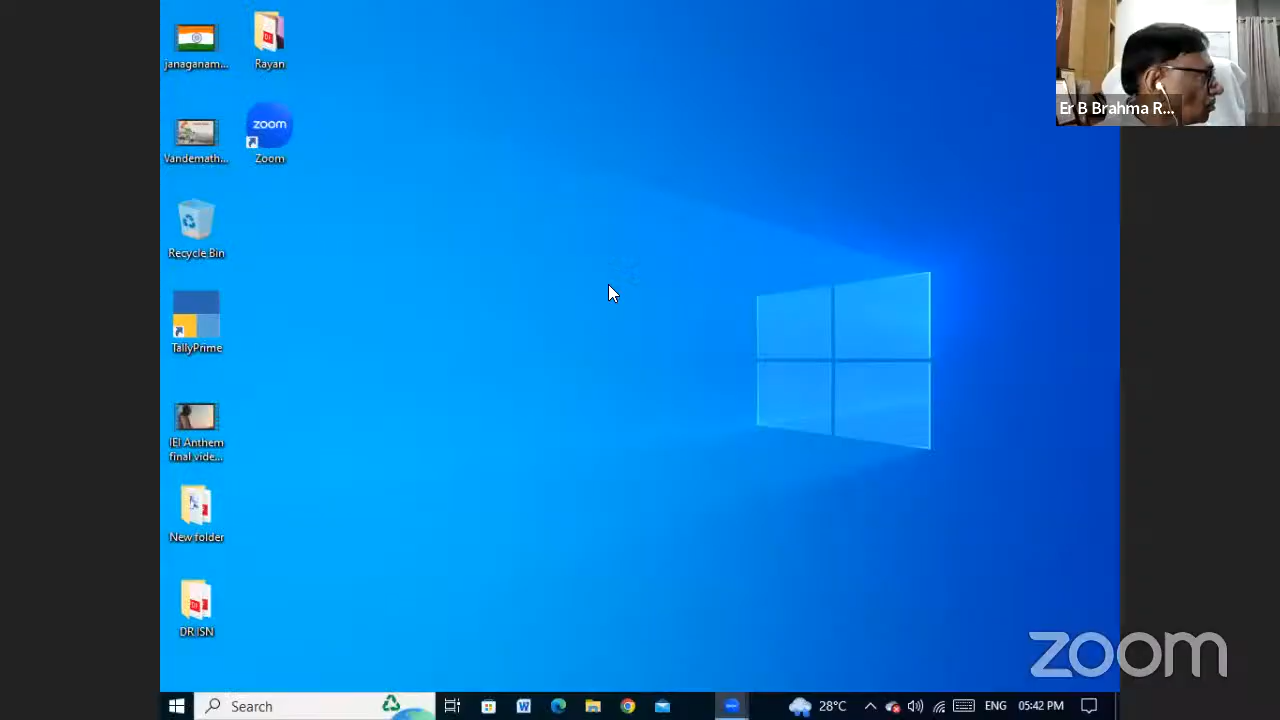 janaganam...
Rayan
Vandemath...
zoom
Zoom
Recycle Bin
TallyPrime
IEI Anthem
final vide...
New folder
DR ISN
Er B Brahma R...
zoom
Search
W
28°C
ENG
05:42 PM